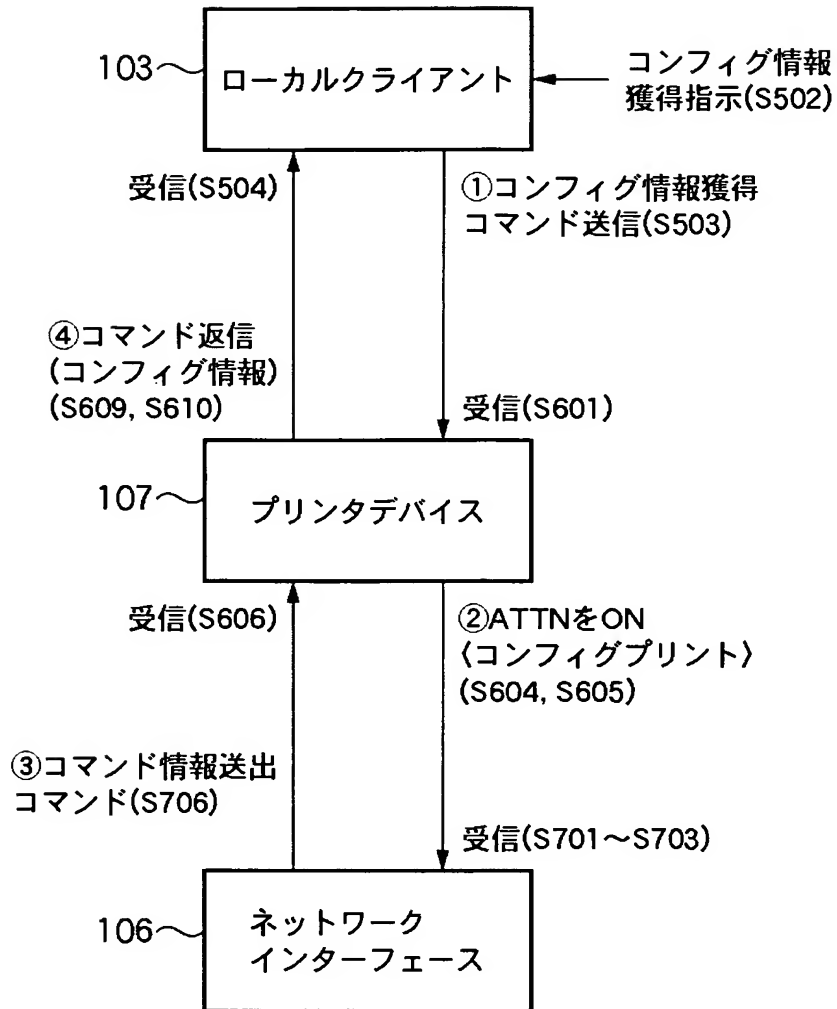 103
ローカルクライアント
コンフィグ情報
獲得指示(S502)
受信(S504)
①コンフィグ情報獲得
コマンド送信(S503)
④コマンド返信
(コンフィグ情報)
(S609, S610)
受信(S601)
107
プリンタデバイス
受信(S606)
②ATTNをON
〈コンフィグプリント〉
(S604, S605)
③コマンド情報送出
コマンド(S706)
受信(S701～S703)
106
ネットワーク
インターフェース